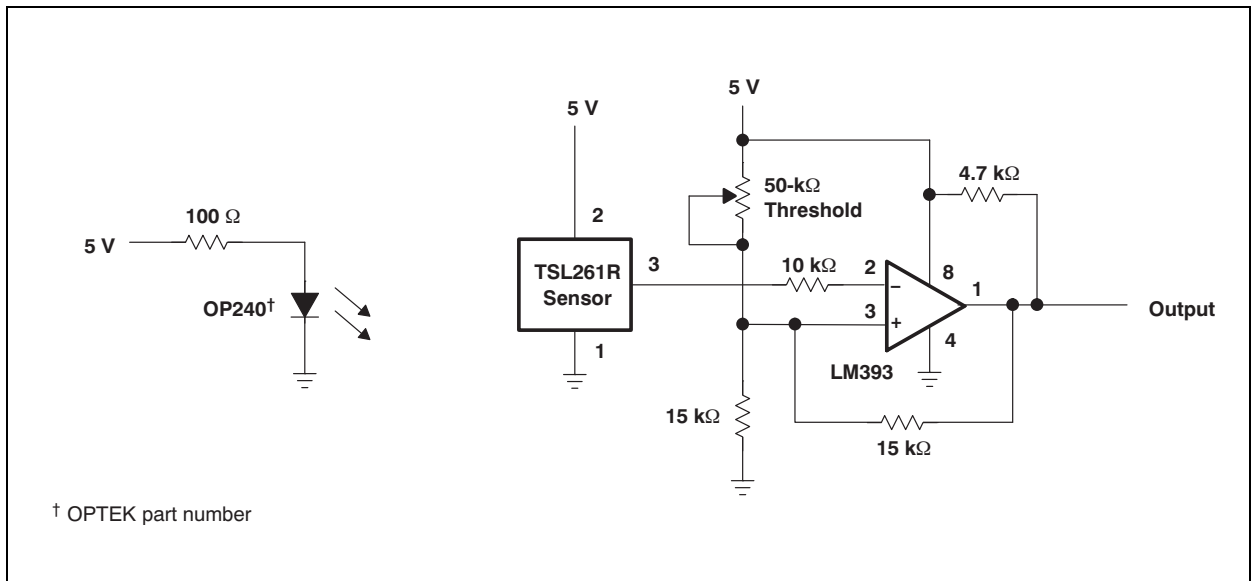 5 V
5 V
4.7 kΩ
50-kΩ
Threshold
2
100 Ω
5 V
TSL261R
Sensor
3
10 kΩ
2
8
−
1
OP240†
Output
3
+
1
4
LM393
15 kΩ
15 kΩ
† OPTEK part number